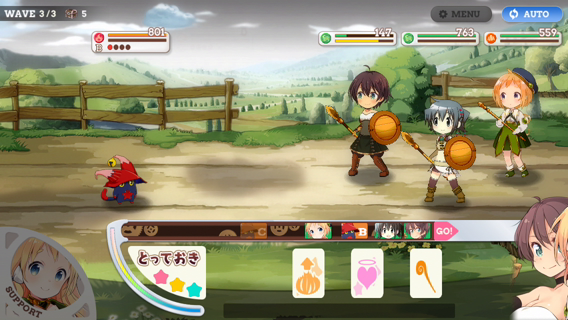 WAVE 3/3 5
MENU
AUTO
801
B
147
763
559
C
B
GO!
とっておき
SUPPORT